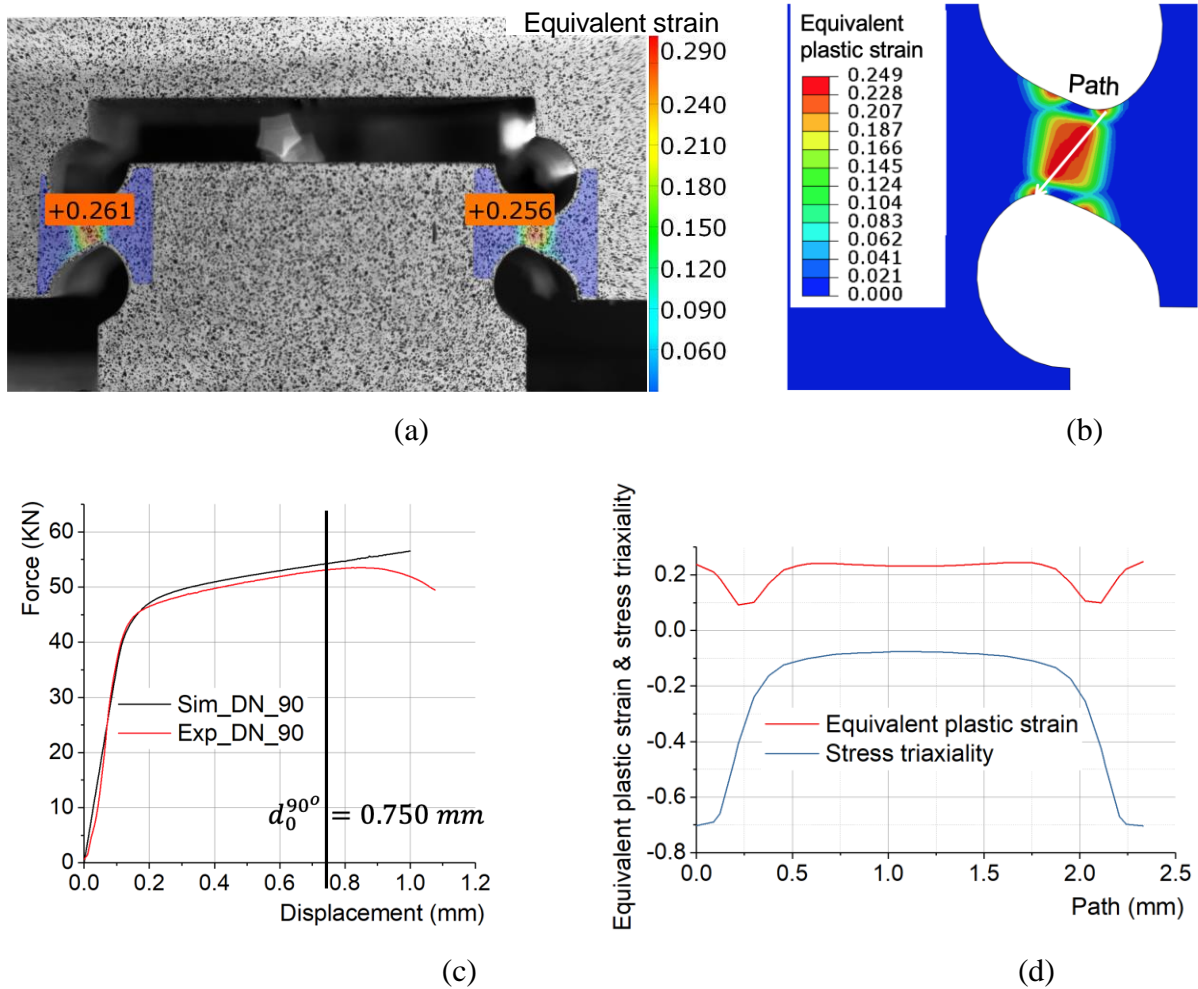 Equivalent strain
0.290
0.240
0.210
0.180
0.150
0.120
0.090
0.060
+0.261
+0.256
(a)
Equivalent
plastic strain
0.249
0.228
0.207
0.187
0.166
0.145
0.124
0.104
0.083
0.062
0.041
0.021
0.000
Path
(b)
Force (KN)
60
50
40
30
20
10
0
Sim_DN_90
Exp_DN_90
d₀^{90°} = 0.750 mm
0.0 0.2 0.4 0.6 0.8 1.0 1.2
Displacement (mm)
(c)
Equivalent plastic strain & stress triaxiality
0.2
0.0
-0.2
-0.4
-0.6
-0.8
Equivalent plastic strain
Stress triaxiality
0.0 0.5 1.0 1.5 2.0 2.5
Path (mm)
(d)